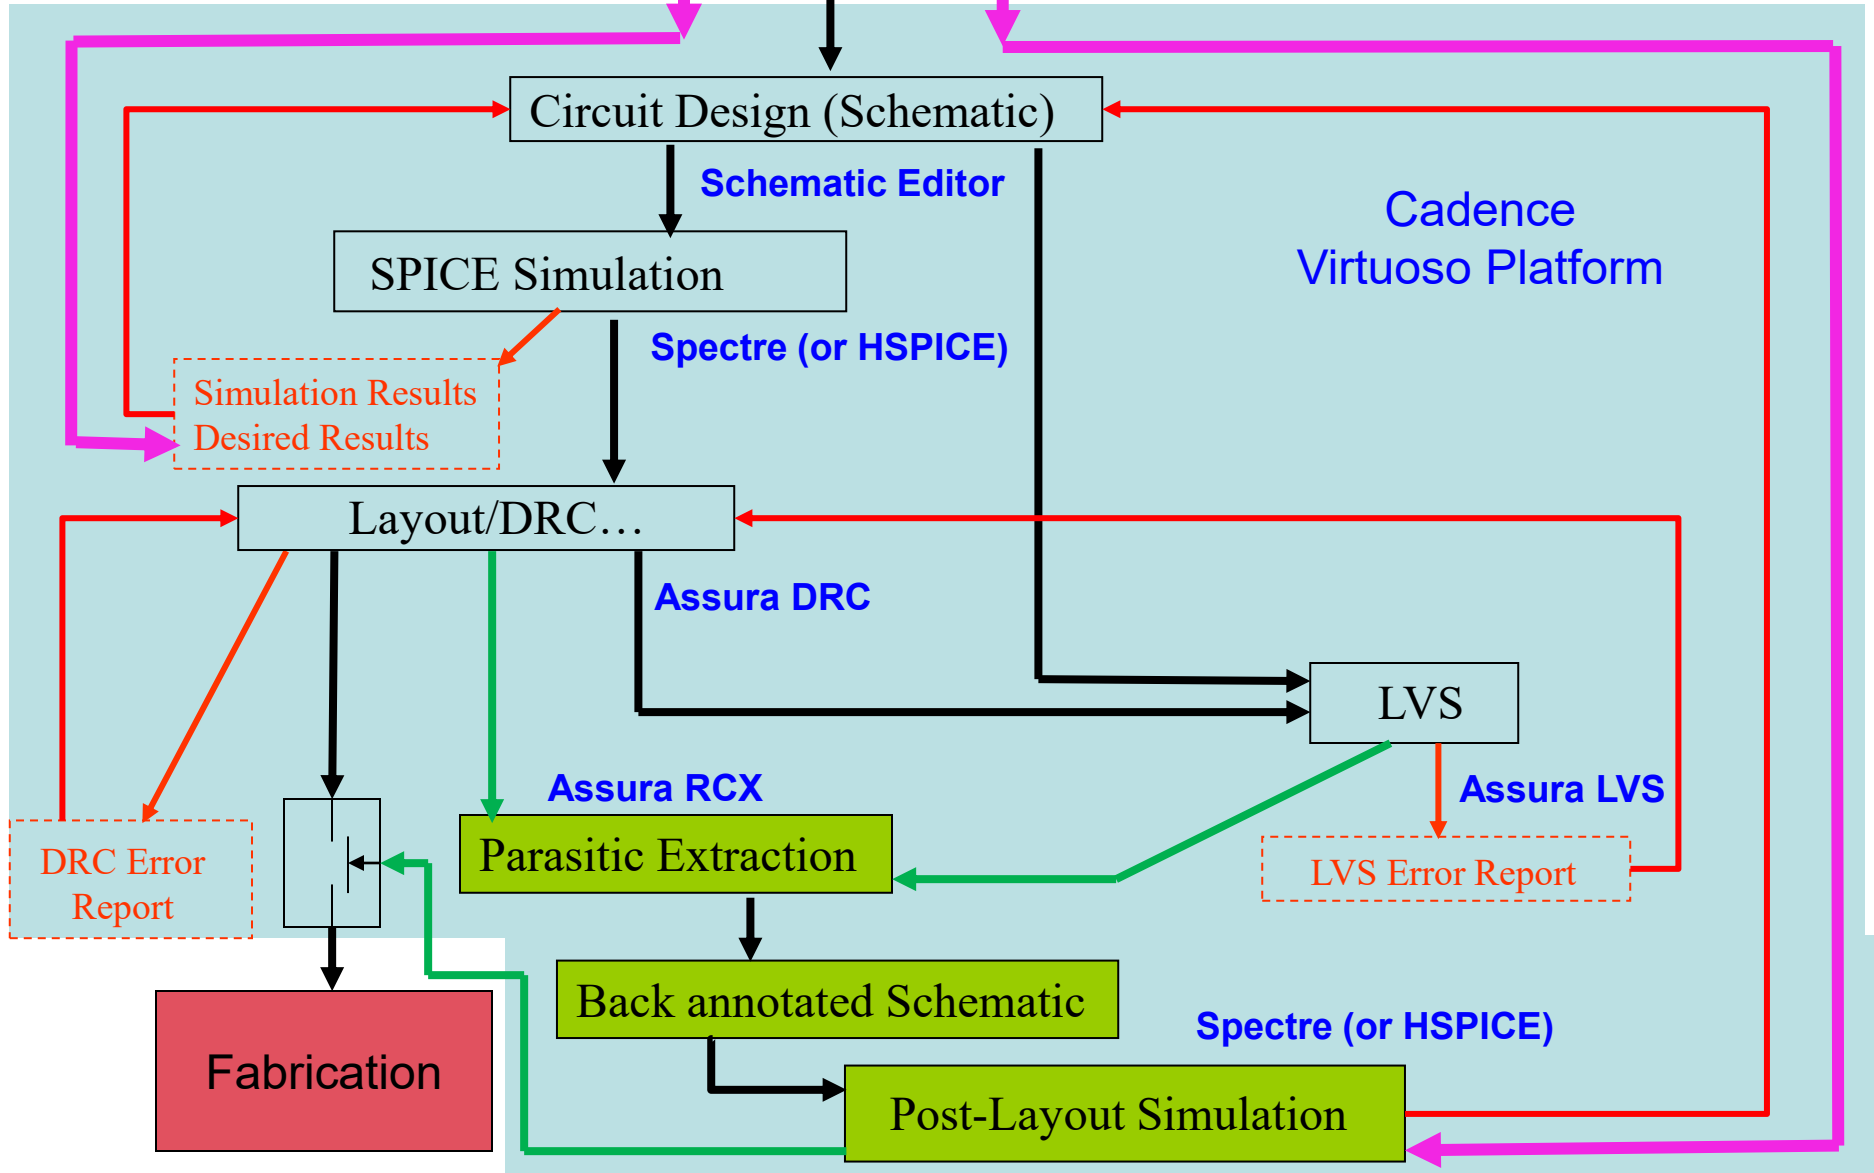 Circuit Design (Schematic)
Schematic Editor
Cadence
Virtuoso Platform
SPICE Simulation
Spectre (or HSPICE)
Simulation Results
Desired Results
Layout/DRC…
Assura DRC
LVS
Assura RCX
Assura LVS
Parasitic Extraction
DRC Error
Report
LVS Error Report
Back annotated Schematic
Spectre (or HSPICE)
Fabrication
Post-Layout Simulation